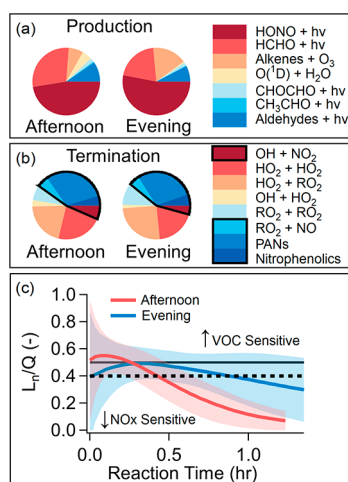 (a) Production
HONO + hv
HCHO + hv
Alkenes + O₃
O(¹D) + H₂O
CHOCHO + hv
CH₃CHO + hv
Aldehydes + hv
Afternoon Evening
(b) Termination
OH + NO₂
HO₂ + HO₂
HO₂ + RO₂
OH + HO₂
RO₂ + RO₂
RO₂ + NO
PANs
Nitrophenolics
Afternoon Evening
(c)
Afternoon
Evening
↑ VOC Sensitive
↓ NOx Sensitive
Lₙ/Q (-)
1.0
0.8
0.6
0.4
0.2
0.0
0.0 0.5 1.0
Reaction Time (hr)